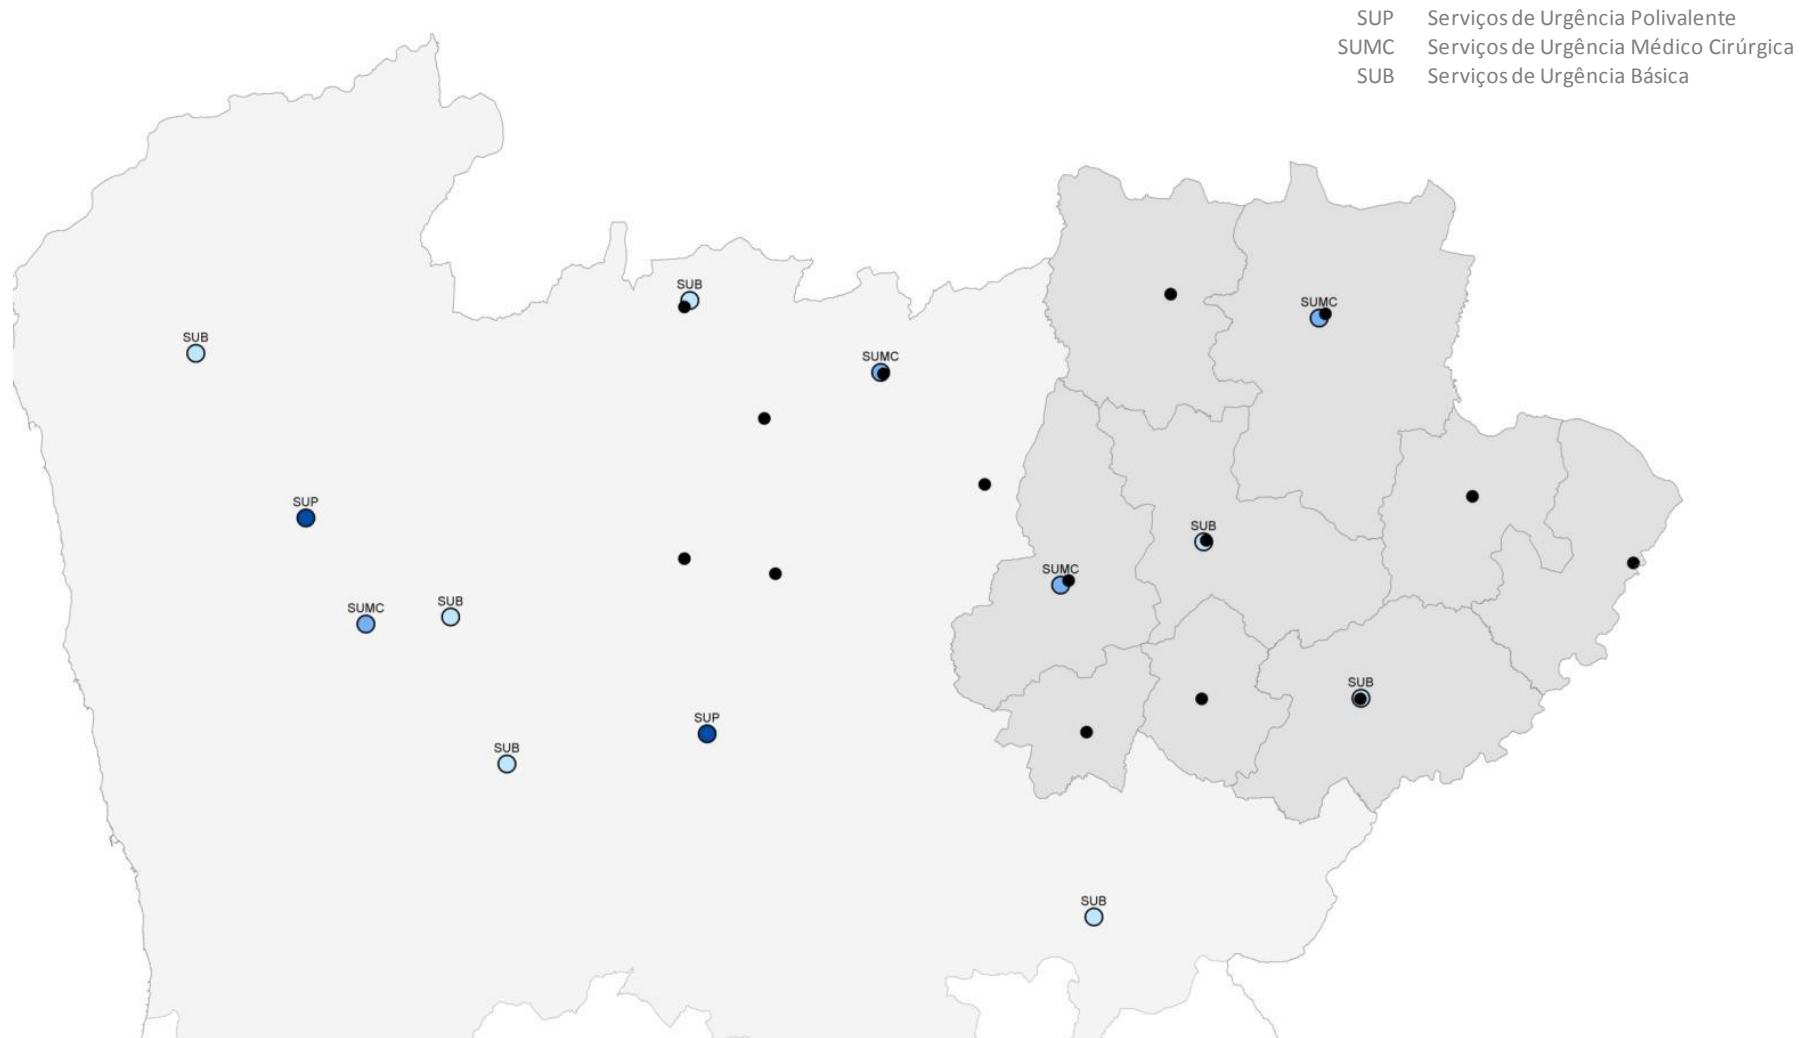 SUP Serviços de Urgência Polivalente
SUMC Serviços de Urgência Médico Cirúrgica
SUB Serviços de Urgência Básica
SUB
SUMC
SUB
SUMC
SUP
SUB
SUMC
SUB
SUMC
SUB
SUP
SUB
SUB